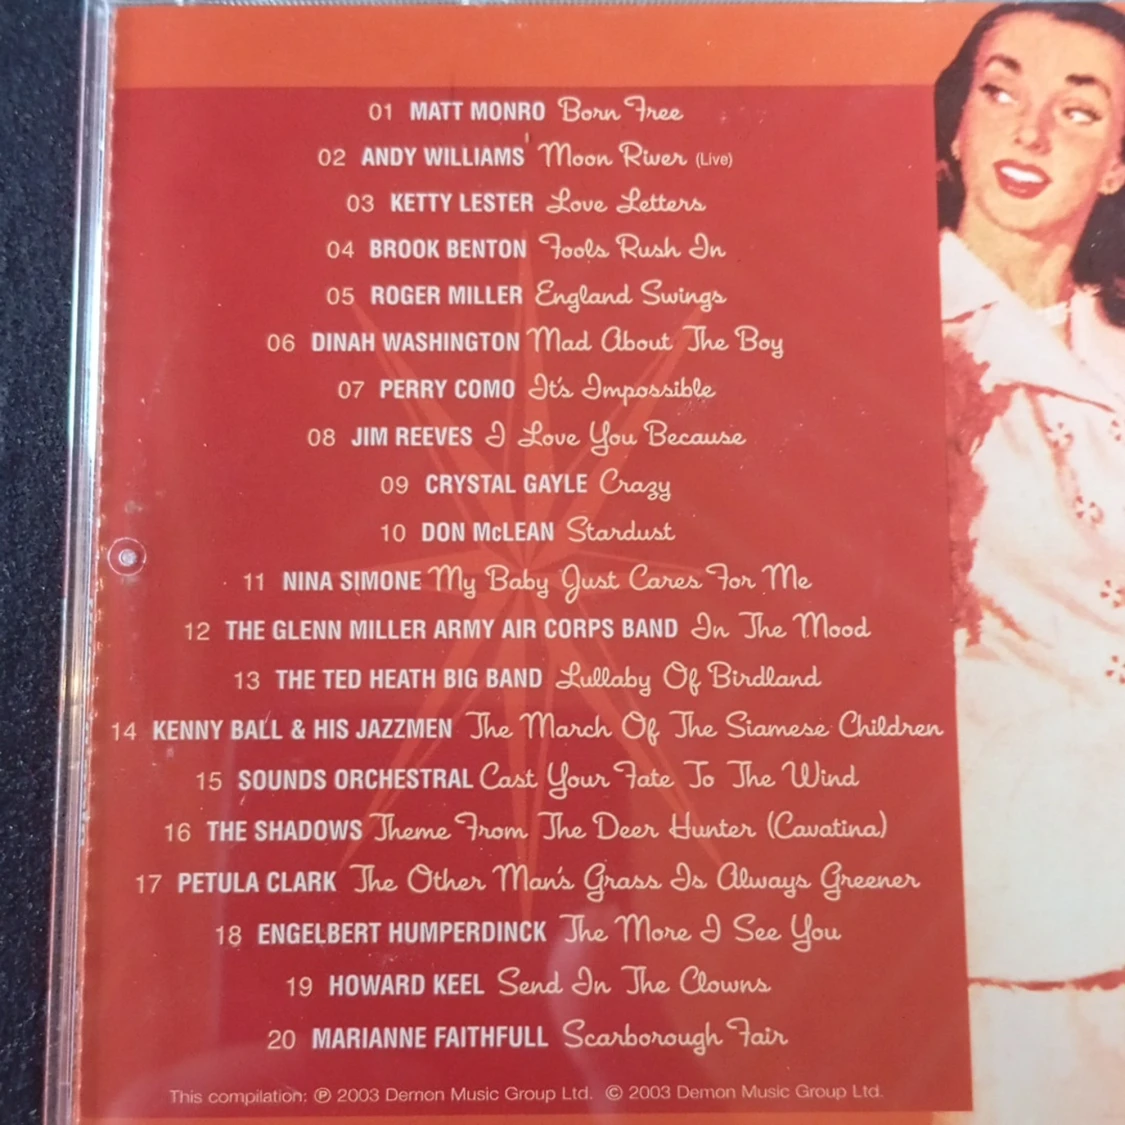 01 MATT MONRO Born Free
02 ANDY WILLIAMS Moon River (Live)
03 KETTY LESTER Love Letters
04 BROOK BENTON Fools Rush In
05 ROGER MILLER England Swings
06 DINAH WASHINGTON Mad About The Boy
07 PERRY COMO It's Impossible
08 JIM REEVES I Love You Because
09 CRYSTAL GAYLE Crazy
10 DON McLEAN Stardust
11 NINA SIMONE My Baby Just Cares For Me
12 THE GLENN MILLER ARMY AIR CORPS BAND In The Mood
13 THE TED HEATH BIG BAND Lullaby Of Birdland
14 KENNY BALL & HIS JAZZMEN The March Of The Siamese Children
15 SOUNDS ORCHESTRAL Cast Your Fate To The Wind
16 THE SHADOWS Theme From The Deer Hunter (Cavatina)
17 PETULA CLARK The Other Man's Grass Is Always Greener
18 ENGELBERT HUMPERDINCK The More I See You
19 HOWARD KEEL Send In The Clowns
20 MARIANNE FAITHFULL Scarborough Fair
This compilation: ℗ 2003 Demon Music Group Ltd. © 2003 Demon Music Group Ltd.